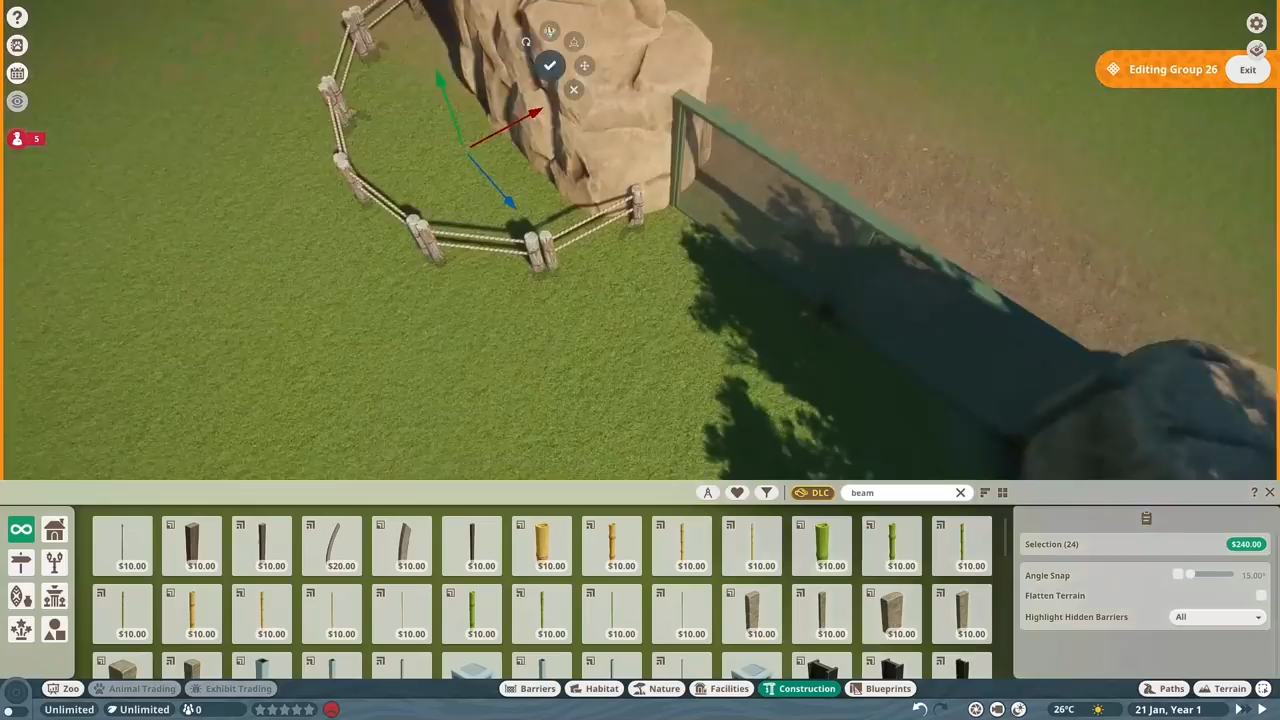 ?
Editing Group 26
Exit
5
DLC
beam
?
$10.00 $10.00 $10.00 $20.00 $10.00 $10.00 $10.00 $10.00 $10.00 $10.00 $10.00 $10.00 $10.00
$10.00 $10.00 $10.00 $10.00 $10.00 $10.00 $10.00 $10.00 $10.00 $10.00 $10.00 $10.00 $10.00
Selection (24)
$240.00
Angle Snap
15.00°
Flatten Terrain
Highlight Hidden Barriers
All
Zoo
Animal Trading
Exhibit Trading
Barriers
Habitat
Nature
Facilities
Construction
Blueprints
Paths
Terrain
Unlimited
Unlimited
0
26°C
21 Jan, Year 1